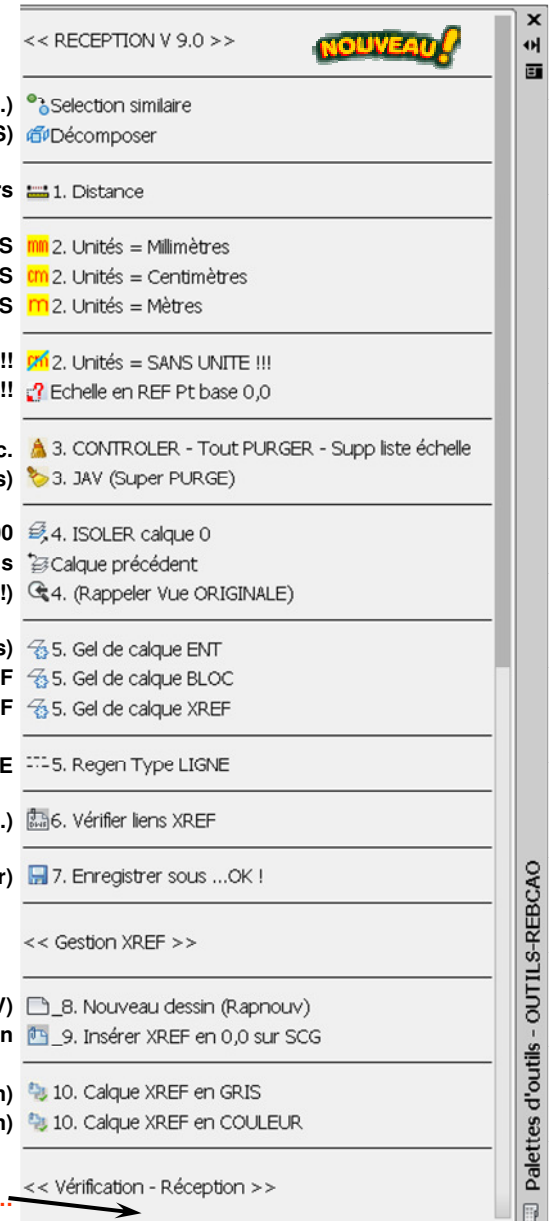 << RECEPTION V 9.0 >>
NOUVEAU !
.) Selection similaire
S) Décomposer
rs 1. Distance
S mm 2. Unités = Millimètres
S cm 2. Unités = Centimètres
S m 2. Unités = Mètres
!! cm 2. Unités = SANS UNITE !!!
!! Echelle en REF Pt base 0,0
c. 3. CONTROLER - Tout PURGER - Supp liste échelle
s) 3. JAV (Super PURGE)
00 4. ISOLER calque 0
s Calque précédent
!) 4. (Rappeler Vue ORIGINALE)
s) 5. Gel de calque ENT
F 5. Gel de calque BLOC
F 5. Gel de calque XREF
E 5. Regen Type LIGNE
.) 6. Vérifier liens XREF
r) 7. Enregistrer sous ...OK !
<< Gestion XREF >>
/) _8. Nouveau dessin (Rapnouv)
n _9. Insérer XREF en 0,0 sur SCG
n) 10. Calque XREF en GRIS
n) 10. Calque XREF en COULEUR
<< Vérification - Réception >>
..
Palettes d'outils - OUTILS-REBCAO